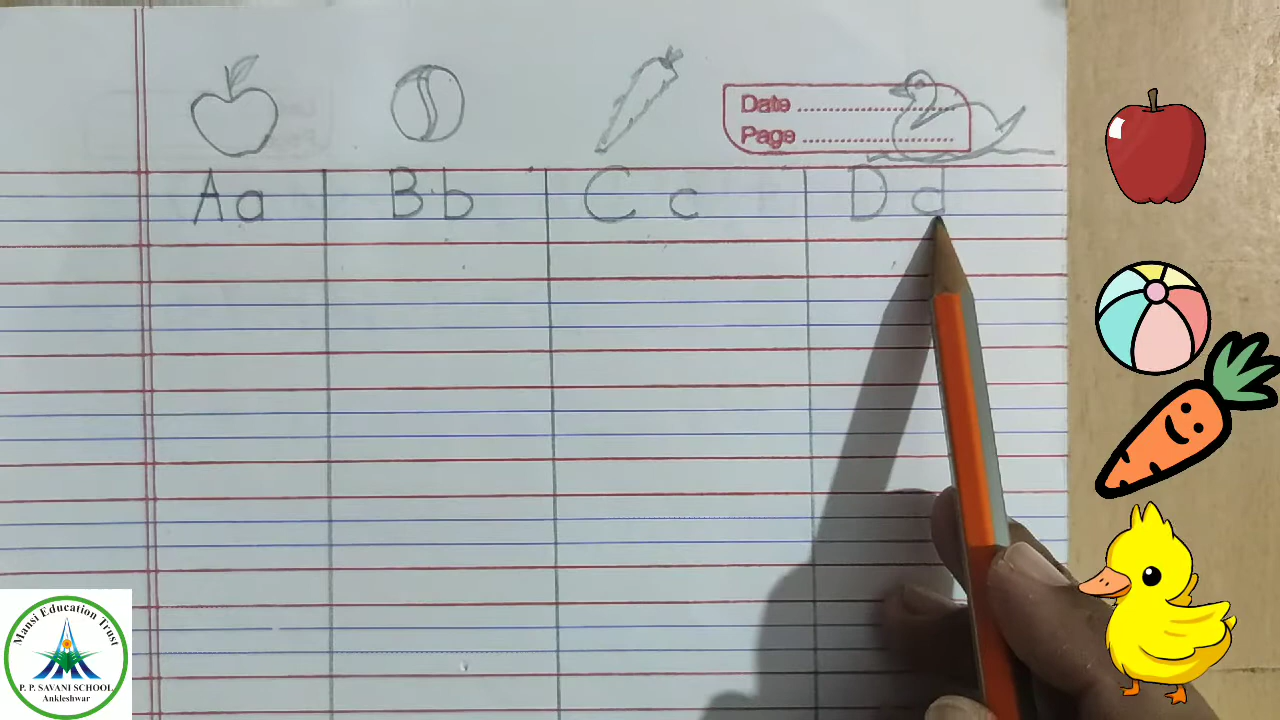 Date
Page
Aa Bb Cc Dd
Mansi Education Trust
P. P. SAVANI SCHOOL
Ankleshwar